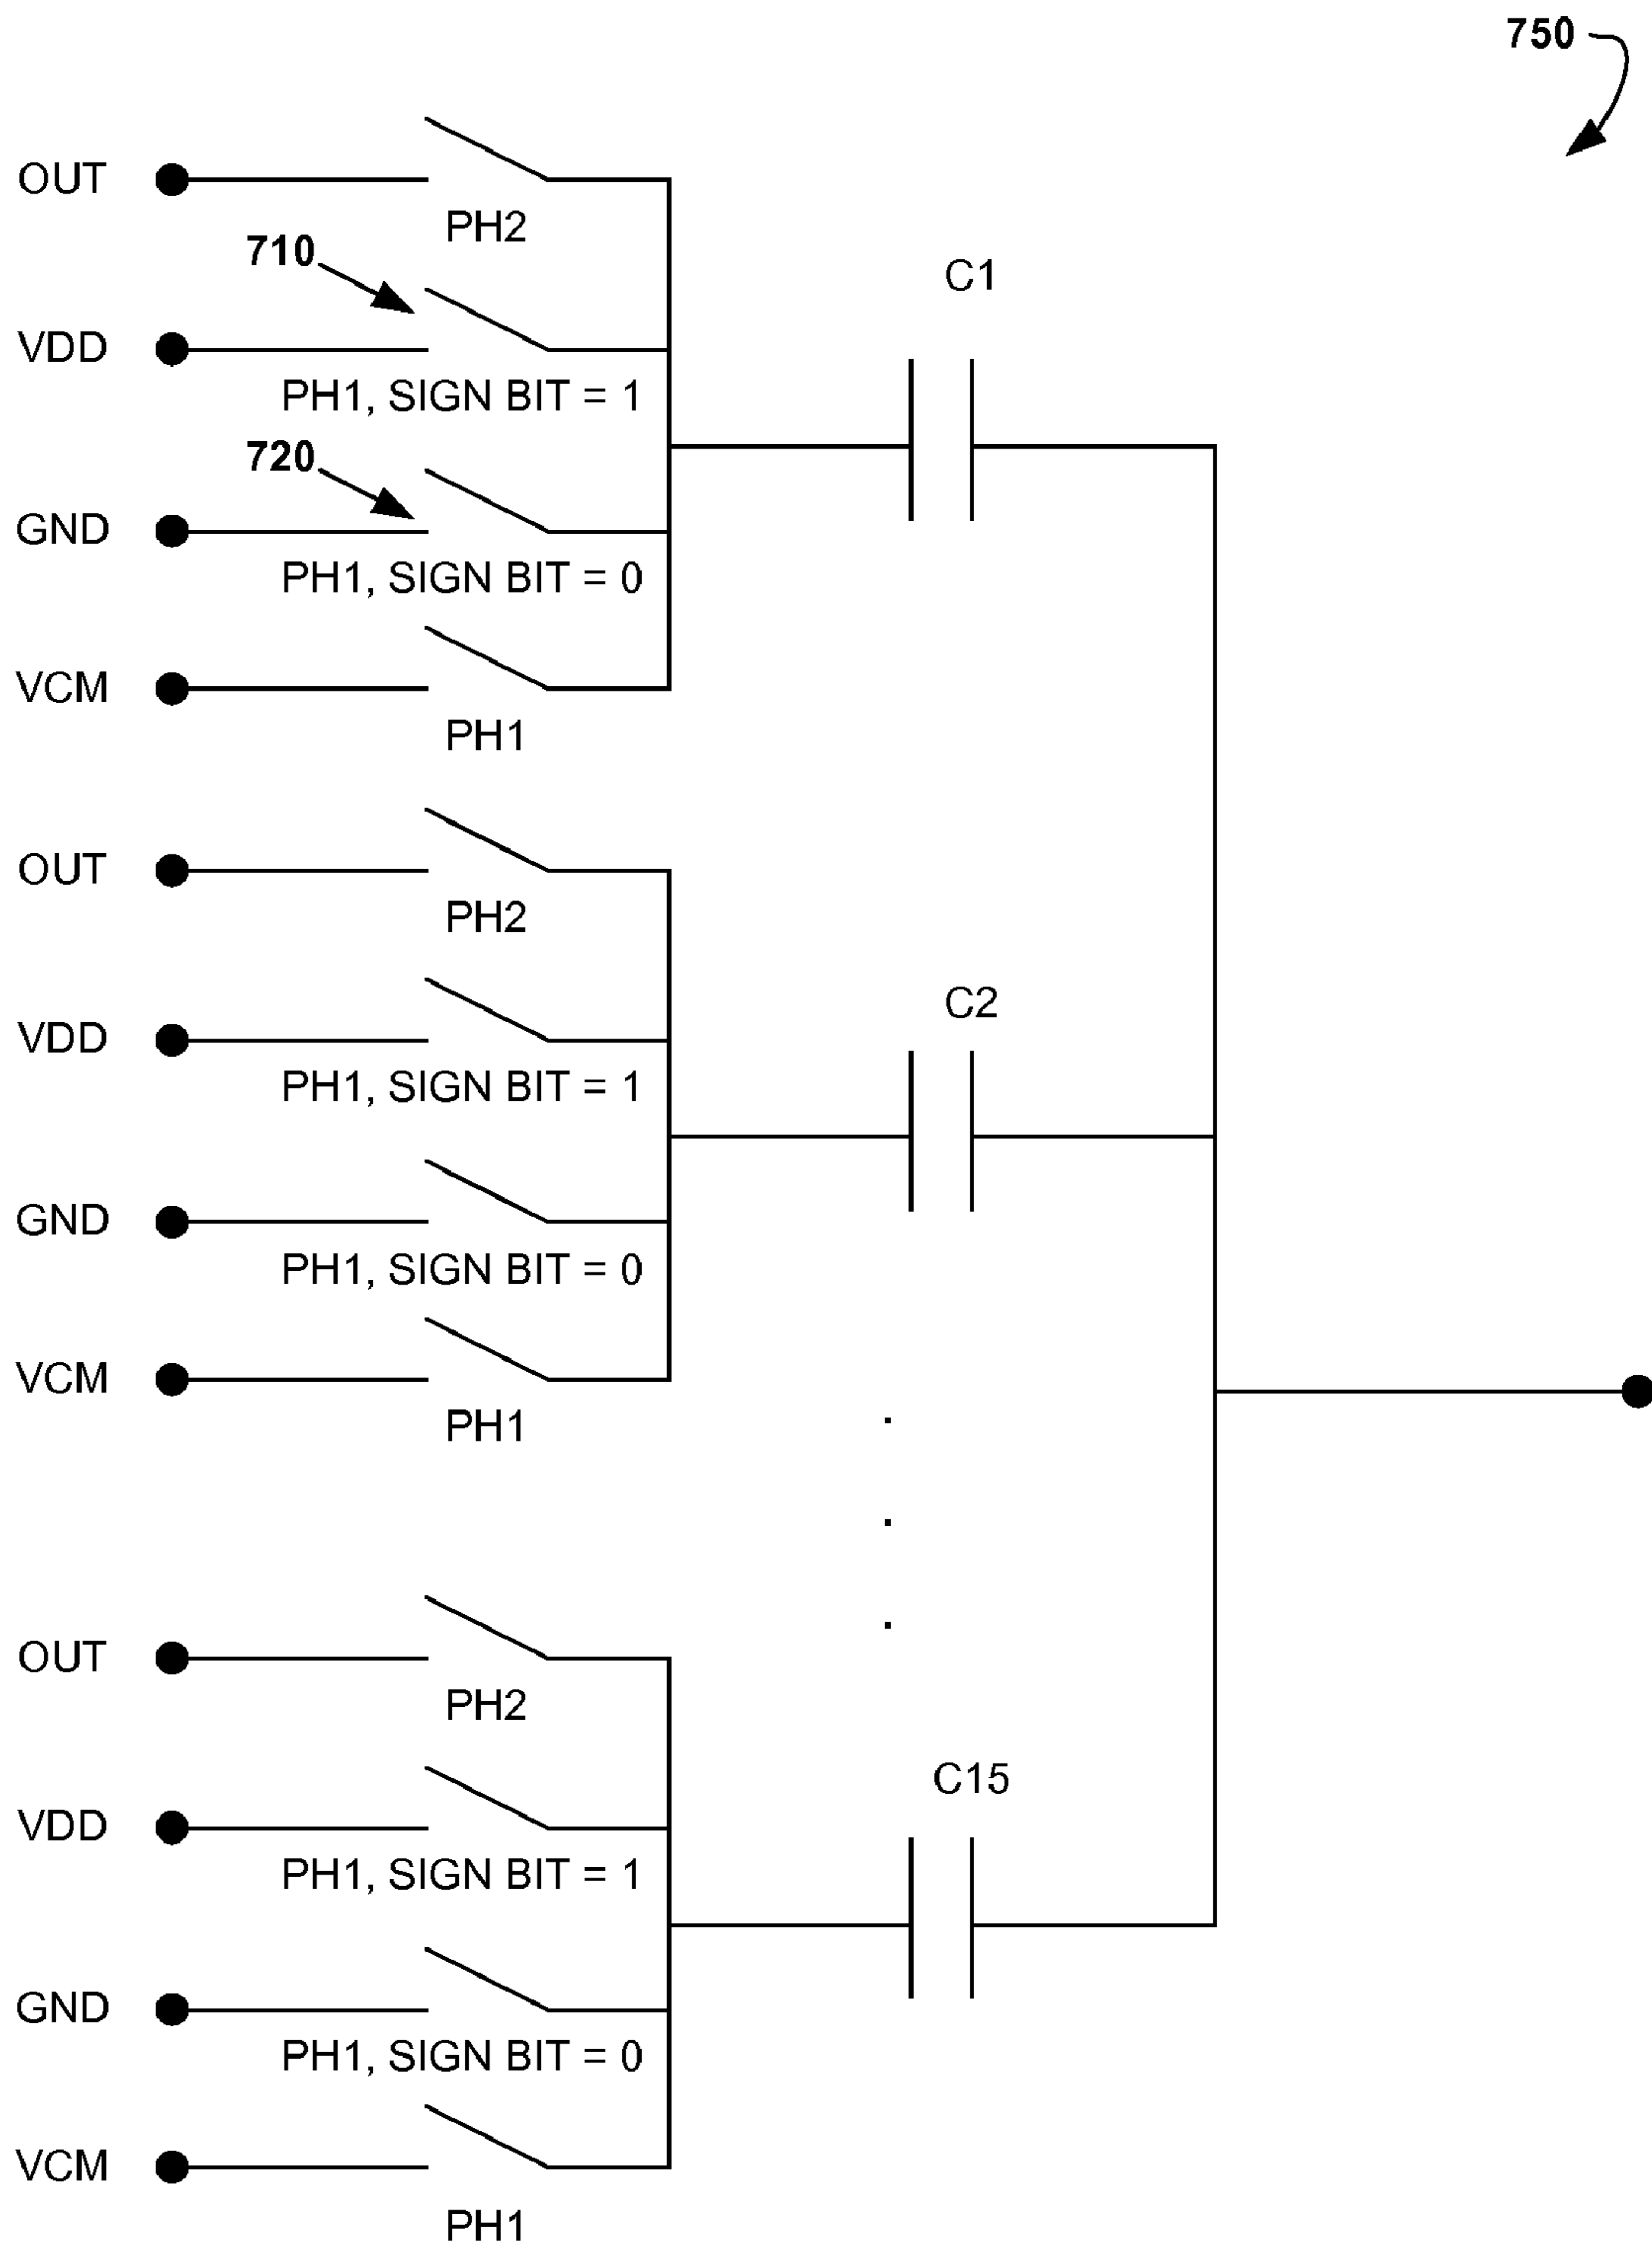 750
OUT
PH2
710
C1
VDD
PH1, SIGN BIT = 1
720
GND
PH1, SIGN BIT = 0
VCM
PH1
OUT
PH2
C2
VDD
PH1, SIGN BIT = 1
GND
PH1, SIGN BIT = 0
VCM
PH1
OUT
PH2
C15
VDD
PH1, SIGN BIT = 1
GND
PH1, SIGN BIT = 0
VCM
PH1